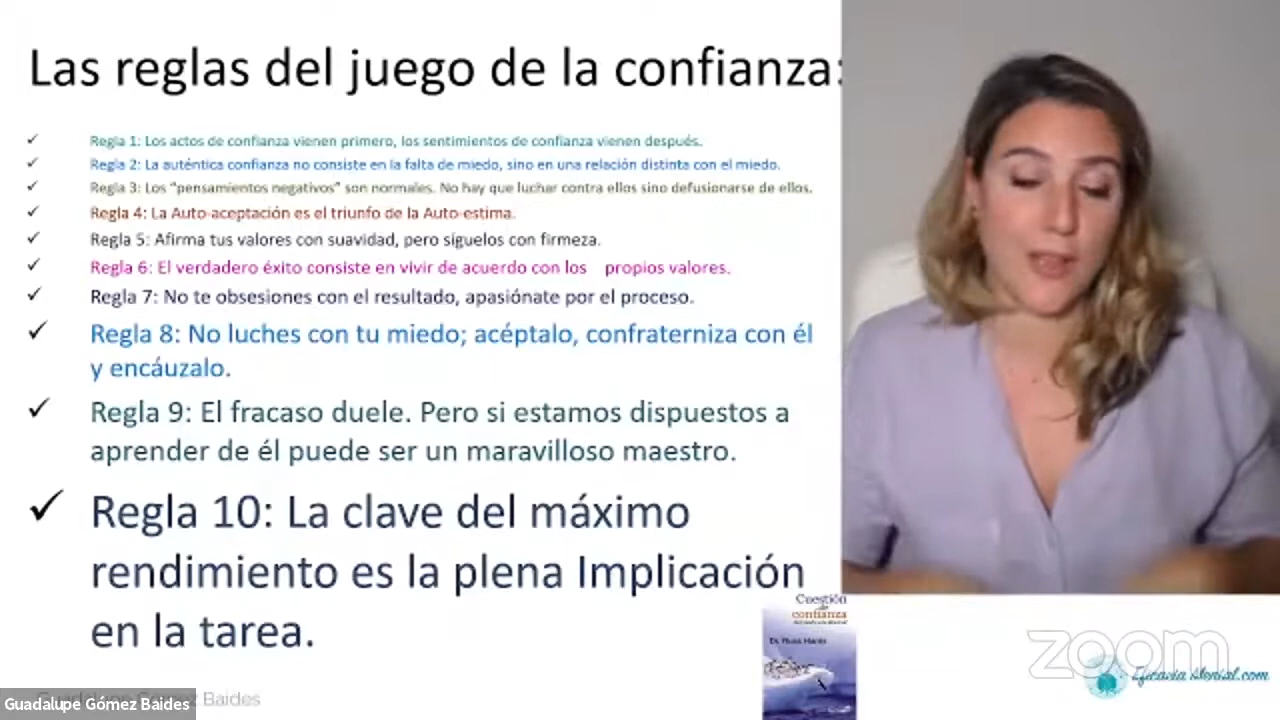 Las reglas del juego de la confianza:
✓ Regla 1: Los actos de confianza vienen primero, los sentimientos de confianza vienen después.
✓ Regla 2: La auténtica confianza no consiste en la falta de miedo, sino en una relación distinta con el miedo.
✓ Regla 3: Los "pensamientos negativos" son normales. No hay que luchar contra ellos sino defusionarse de ellos.
✓ Regla 4: La Auto-aceptación es el triunfo de la Auto-estima.
✓ Regla 5: Afirma tus valores con suavidad, pero síguelos con firmeza.
✓ Regla 6: El verdadero éxito consiste en vivir de acuerdo con los propios valores.
✓ Regla 7: No te obsesiones con el resultado, apasiónate por el proceso.
✓ Regla 8: No luches con tu miedo; acéptalo, confraterniza con él
y encáuzalo.
✓ Regla 9: El fracaso duele. Pero si estamos dispuestos a
aprender de él puede ser un maravilloso maestro.
✓ Regla 10: La clave del máximo
rendimiento es la plena Implicación
en la tarea.
Cuestión
de
confianza
Dr. Russ Harris
zoom
Eficacia Mental.com
Guadalupe Gómez Baides
Guadalupe Gómez Baides